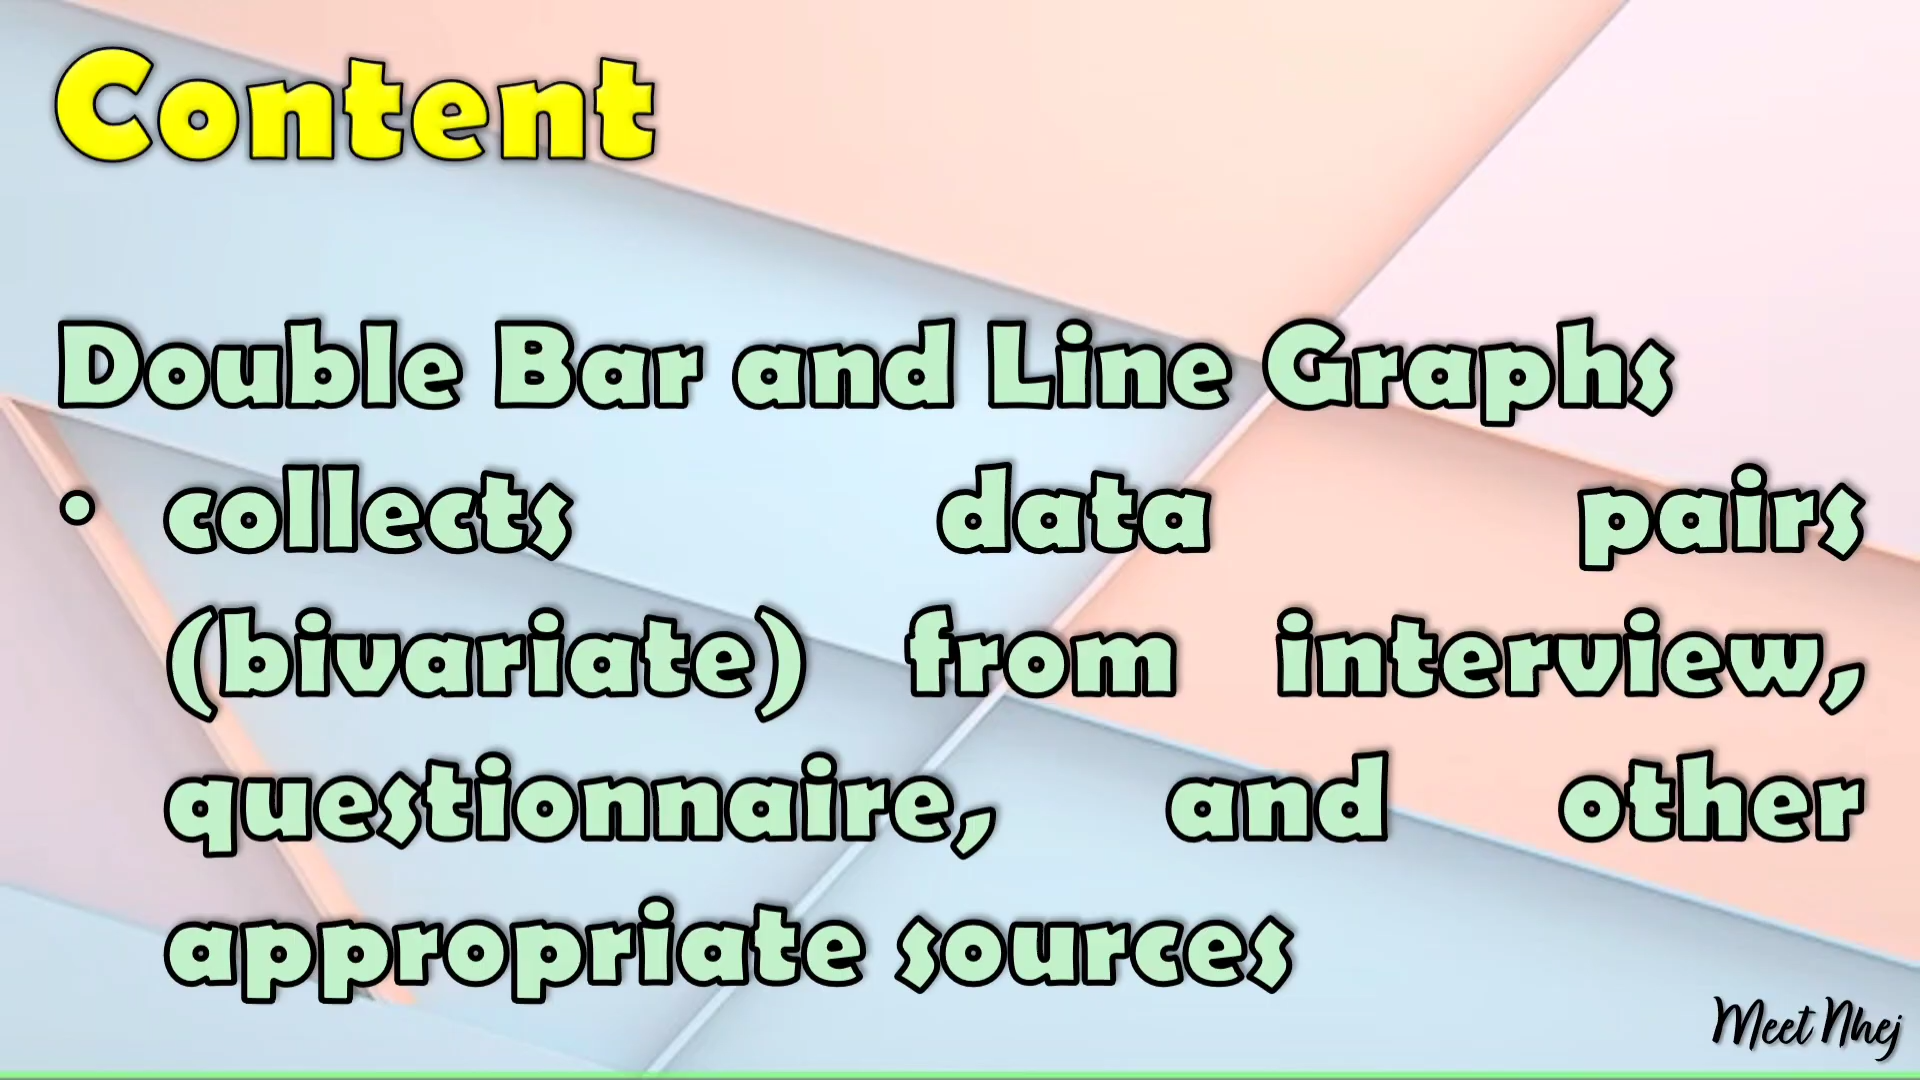 Content
Double Bar and Line Graphs
• collects data pairs
(bivariate) from interview,
questionnaire, and other
appropriate sources
Meet Nhej